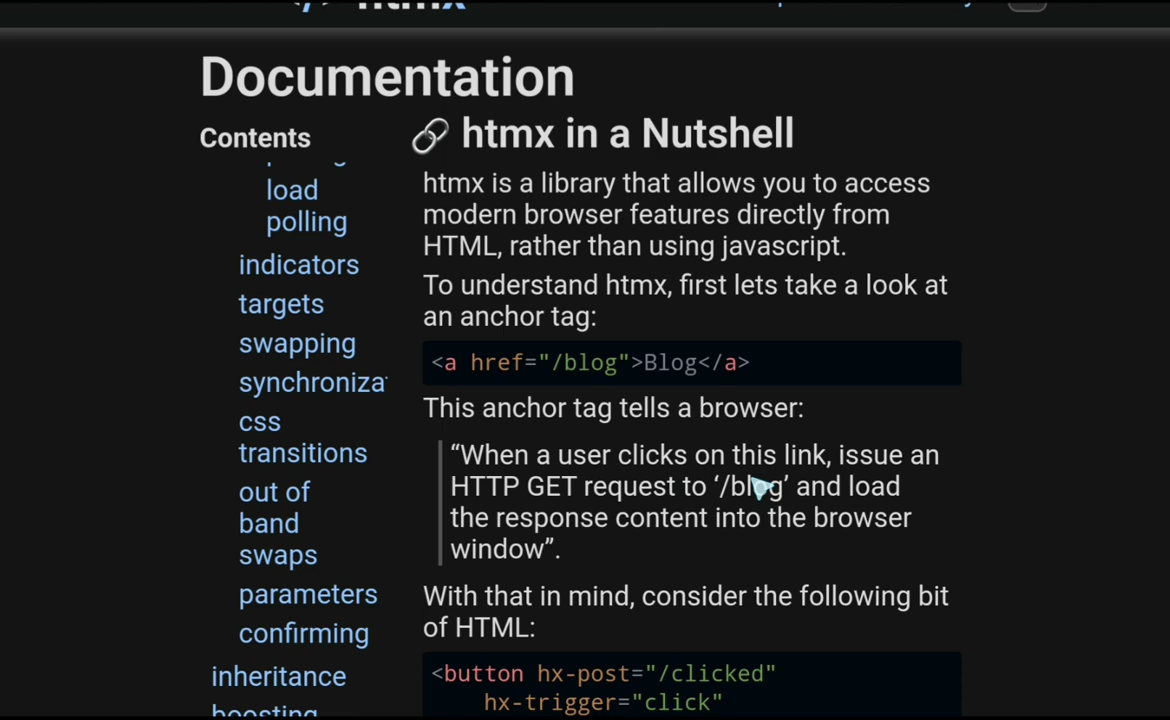 Documentation
Contents
load
polling
indicators
targets
swapping
css
transitions
out of
band
swaps
parameters
confirming
inheritance
boosting
htmx in a Nutshell
htmx is a library that allows you to access
modern browser features directly from
HTML, rather than using javascript.
To understand htmx, first lets take a look at
an anchor tag:
<a href="/blog">Blog</a>
This anchor tag tells a browser:
“When a user clicks on this link, issue an
HTTP GET request to ‘/blog’ and load
the response content into the browser
window”.
With that in mind, consider the following bit
of HTML:
<button hx-post="/clicked"
hx-trigger="click"